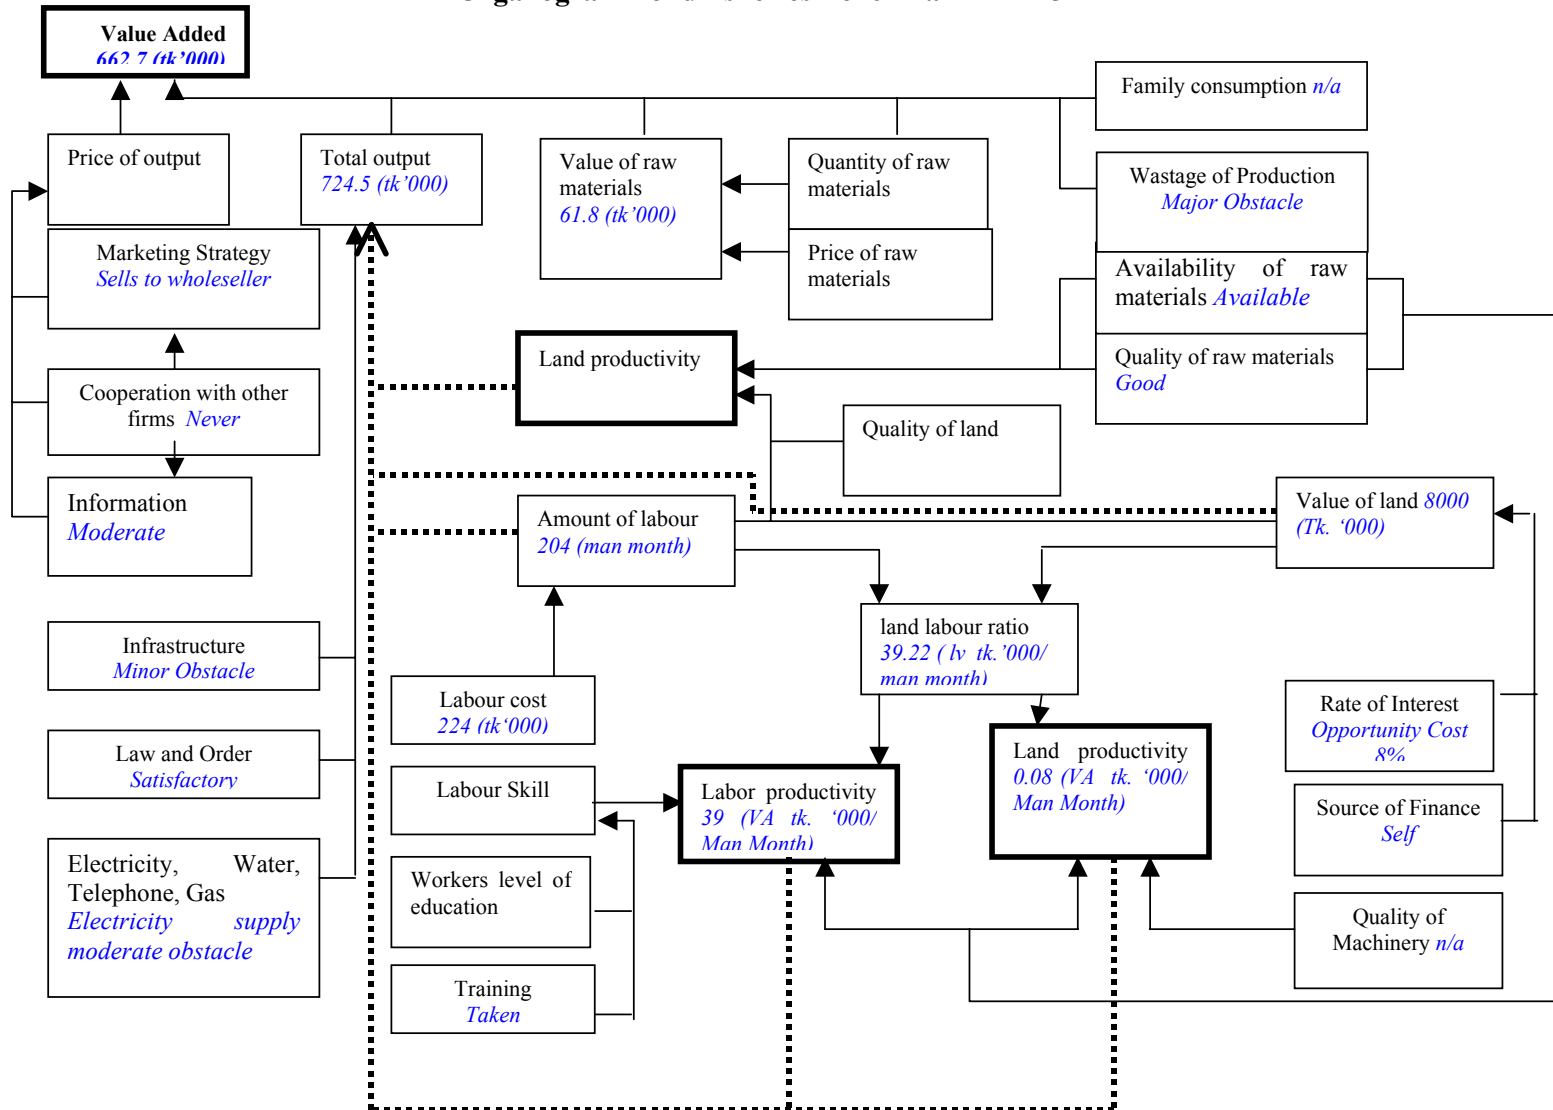 Value Added
662.7 (tk’000)
Family consumption n/a
Price of output
Total output
724.5 (tk’000)
Value of raw
materials
61.8 (tk’000)
Quantity of raw
materials
Wastage of Production
Major Obstacle
Marketing Strategy
Sells to wholeseller
Price of raw
materials
Availability of raw
materials Available
Land productivity
Quality of raw materials
Good
Cooperation with other
firms Never
Quality of land
Information
Moderate
Amount of labour
204 (man month)
Value of land 8000
(Tk. ‘000)
Infrastructure
Minor Obstacle
land labour ratio
39.22 ( lv tk.’000/
man month)
Labour cost
224 (tk‘000)
Rate of Interest
Opportunity Cost
8%
Law and Order
Satisfactory
Labour Skill
Labor productivity
39 (VA tk. ‘000/
Man Month)
Land productivity
0.08 (VA tk. ‘000/
Man Month)
Source of Finance
Self
Electricity, Water,
Telephone, Gas
Electricity supply
moderate obstacle
Workers level of
education
Quality of
Machinery n/a
Training
Taken